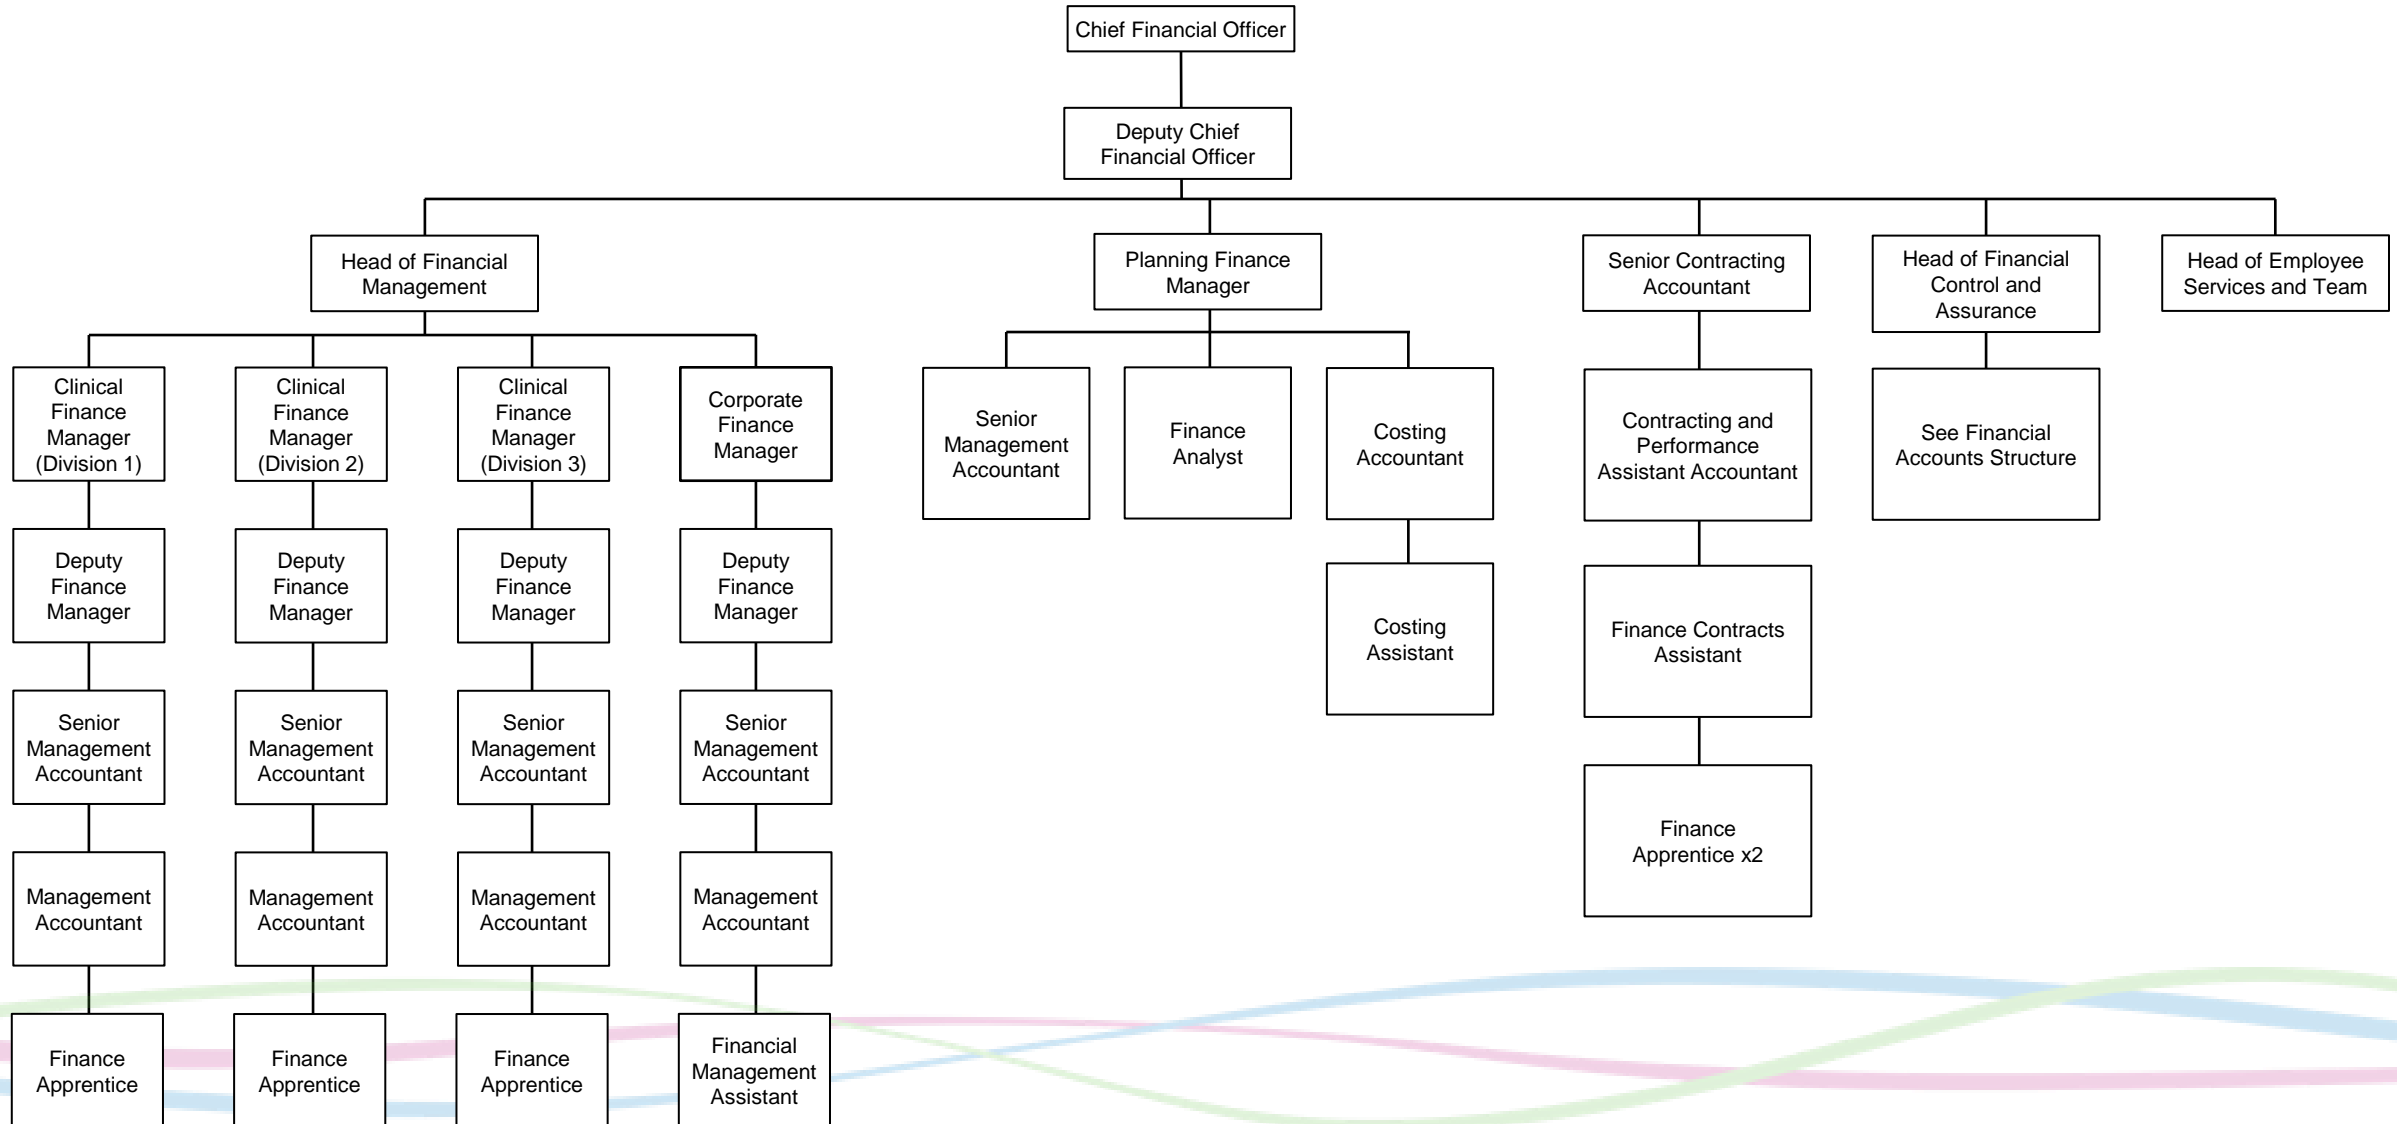 Chief Financial Officer
Deputy Chief
Financial Officer
Head of Financial
Management
Planning Finance
Manager
Senior Contracting
Accountant
Head of Financial
Control and
Assurance
Head of Employee
Services and Team
Clinical
Finance
Manager
(Division 1)
Clinical
Finance
Manager
(Division 2)
Clinical
Finance
Manager
(Division 3)
Corporate
Finance
Manager
Senior
Management
Accountant
Finance
Analyst
Costing
Accountant
Contracting and
Performance
Assistant Accountant
See Financial
Accounts Structure
Deputy
Finance
Manager
Deputy
Finance
Manager
Deputy
Finance
Manager
Deputy
Finance
Manager
Costing
Assistant
Finance Contracts
Assistant
Senior
Management
Accountant
Senior
Management
Accountant
Senior
Management
Accountant
Senior
Management
Accountant
Finance
Apprentice x2
Management
Accountant
Management
Accountant
Management
Accountant
Management
Accountant
Finance
Apprentice
Finance
Apprentice
Finance
Apprentice
Financial
Management
Assistant